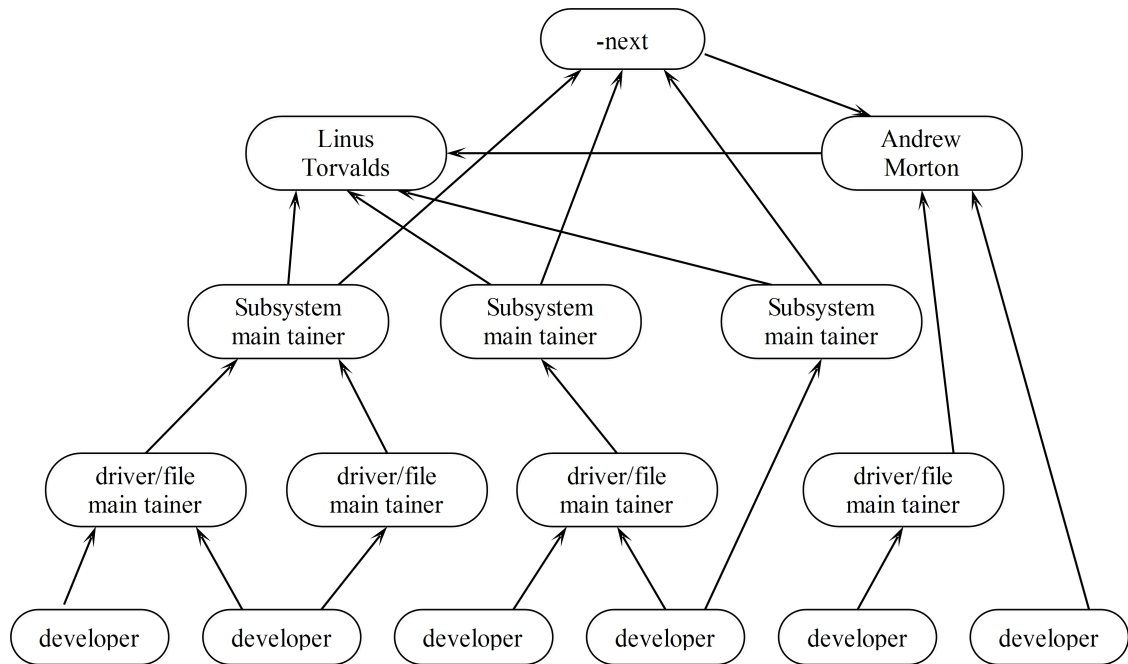 -next
Linus
Torvalds
Andrew
Morton
Subsystem
main tainer
Subsystem
main tainer
Subsystem
main tainer
driver/file
main tainer
driver/file
main tainer
driver/file
main tainer
driver/file
main tainer
developer
developer
developer
developer
developer
developer